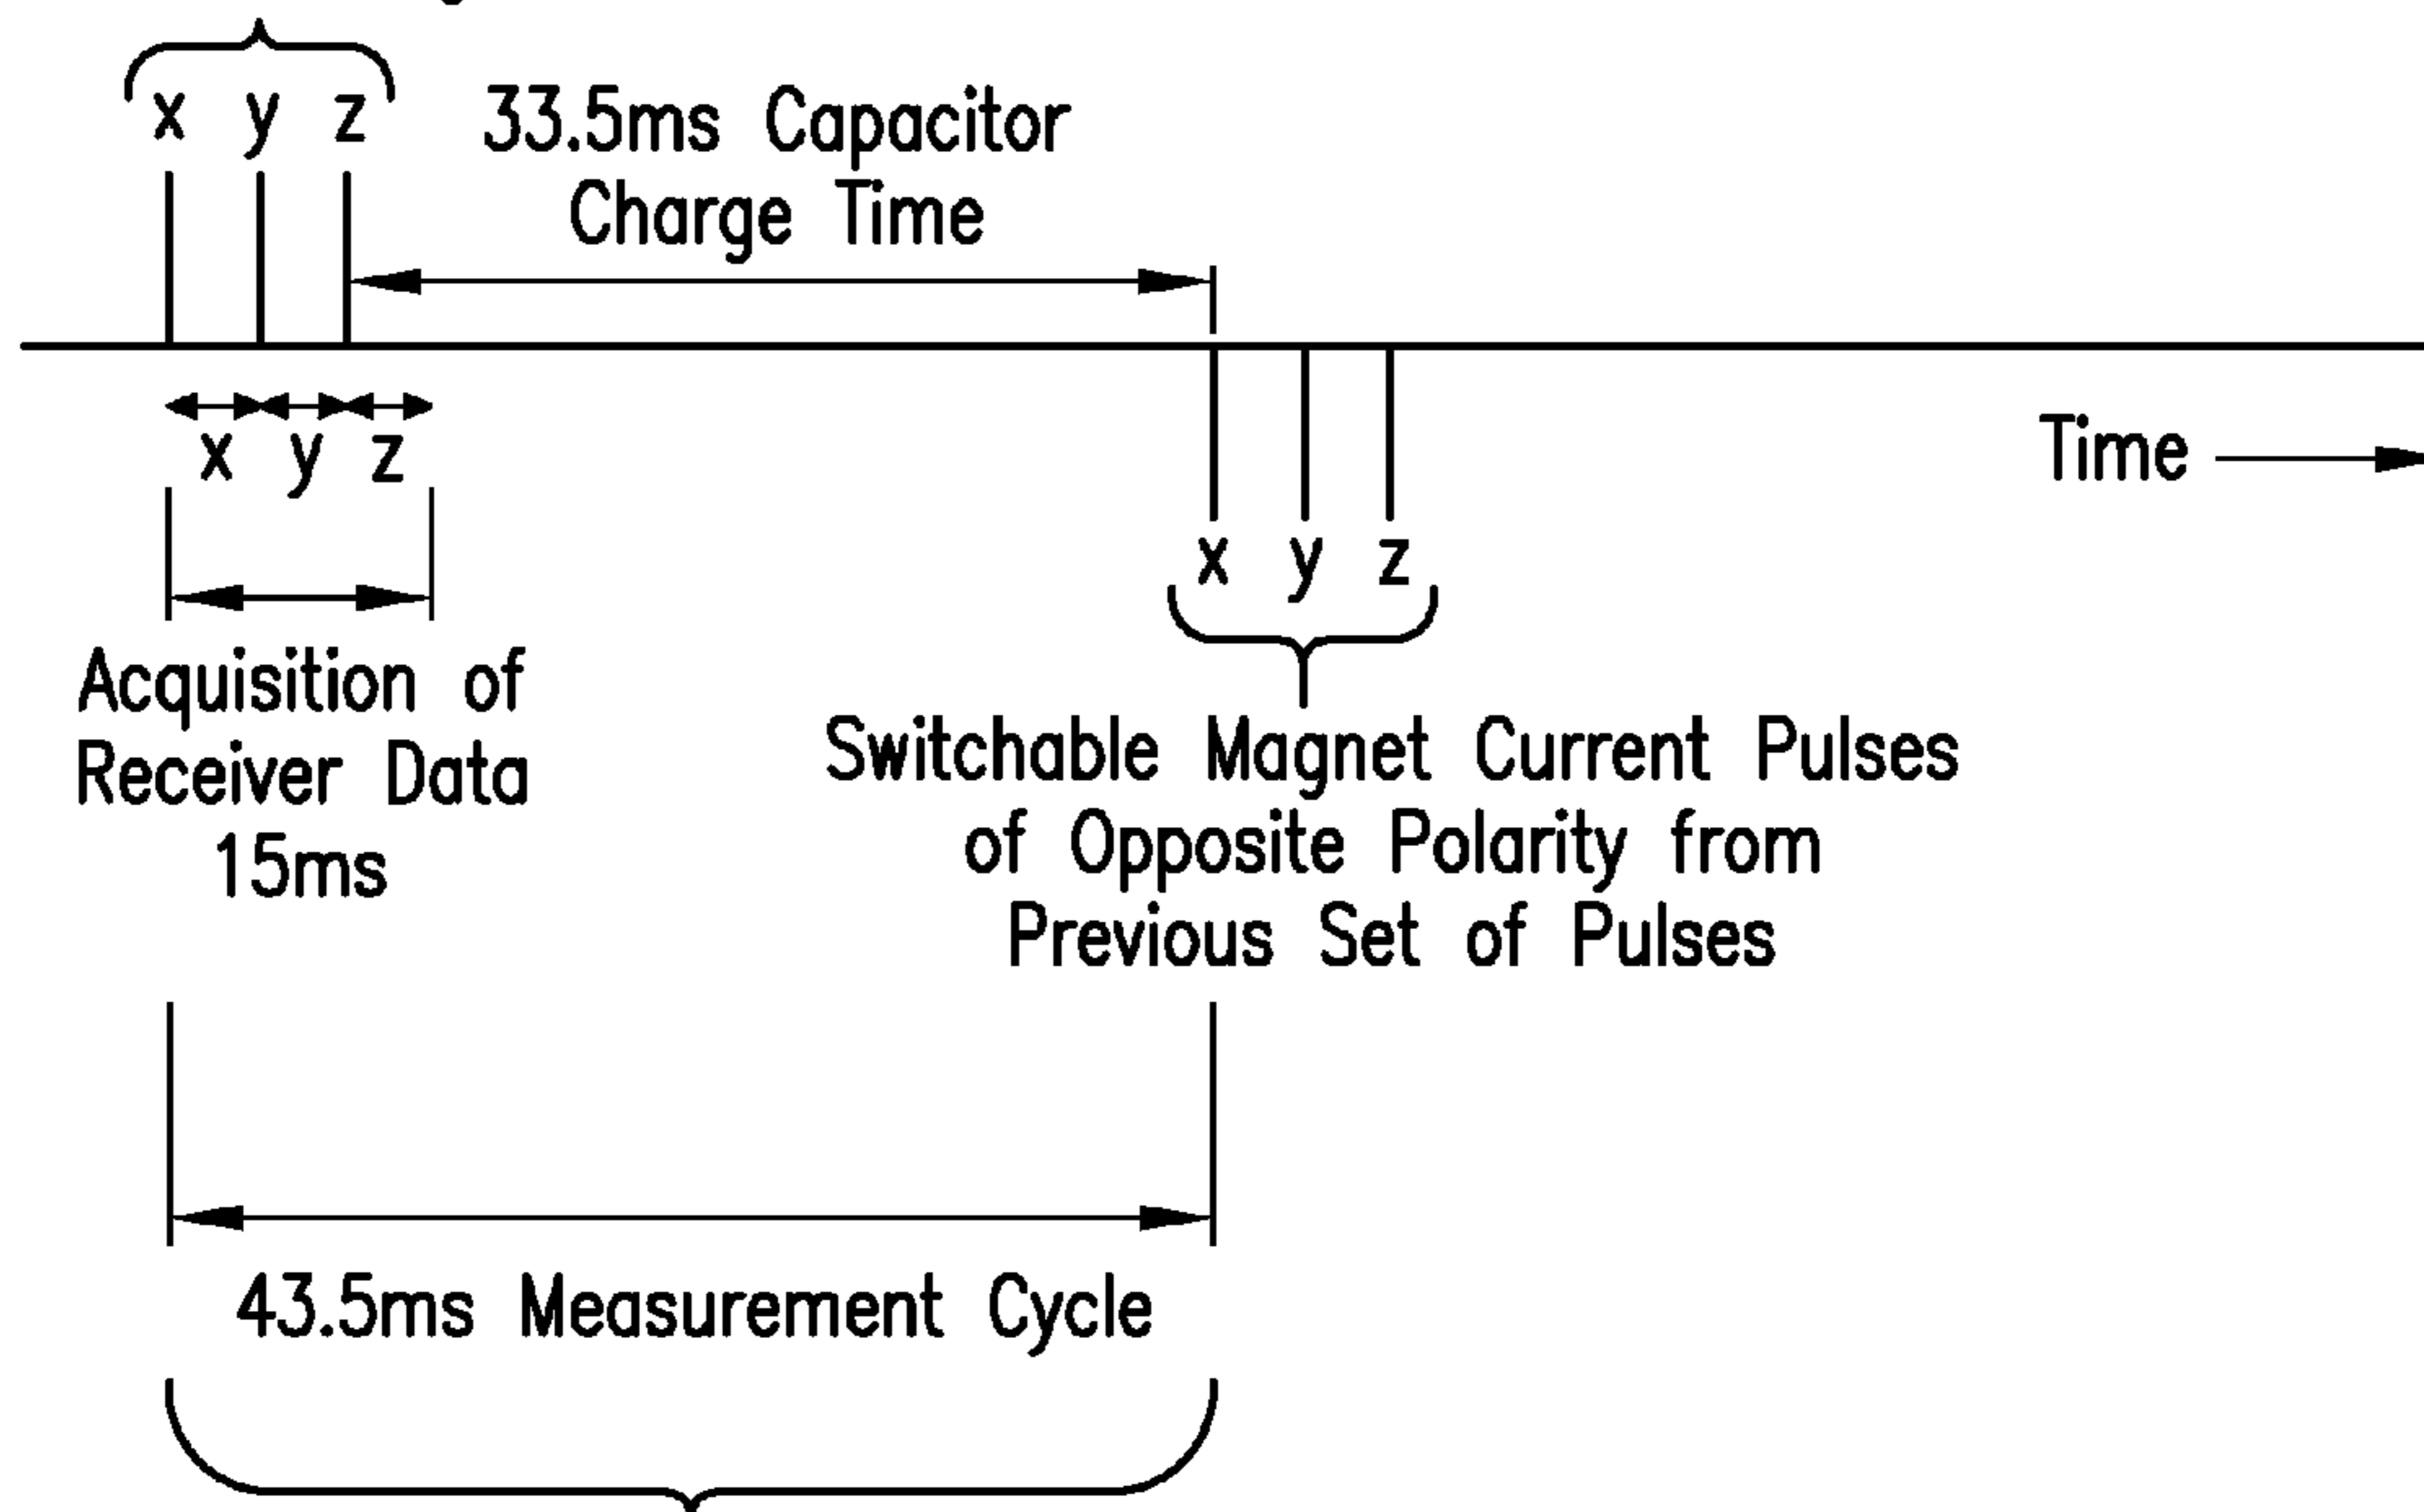 x y z
33.5ms Capacitor
Charge Time
x y z
Time
x y z
Acquisition of
Receiver Data
15ms
Switchable Magnet Current Pulses
of Opposite Polarity from
Previous Set of Pulses
43.5ms Measurement Cycle